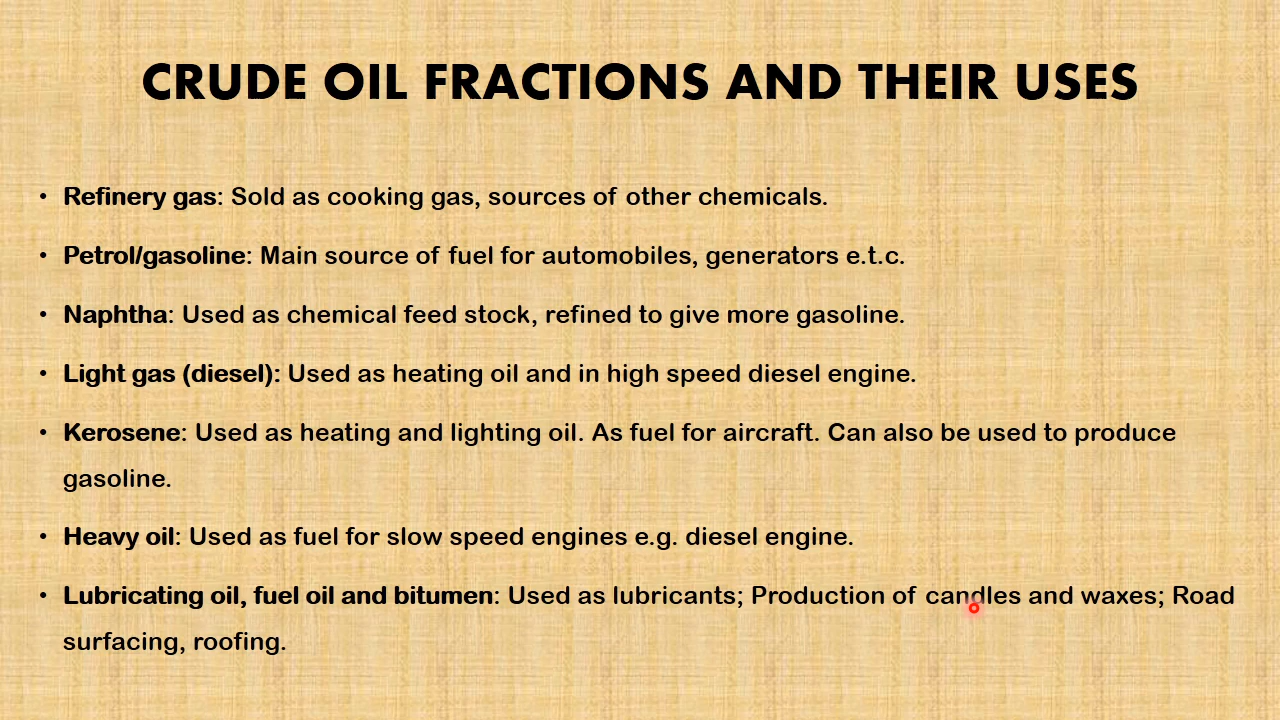 CRUDE OIL FRACTIONS AND THEIR USES
• Refinery gas: Sold as cooking gas, sources of other chemicals.
• Petrol/gasoline: Main source of fuel for automobiles, generators e.t.c.
• Naphtha: Used as chemical feed stock, refined to give more gasoline.
• Light gas (diesel): Used as heating oil and in high speed diesel engine.
• Kerosene: Used as heating and lighting oil. As fuel for aircraft. Can also be used to produce
gasoline.
• Heavy oil: Used as fuel for slow speed engines e.g. diesel engine.
• Lubricating oil, fuel oil and bitumen: Used as lubricants; Production of candles and waxes; Road
surfacing, roofing.